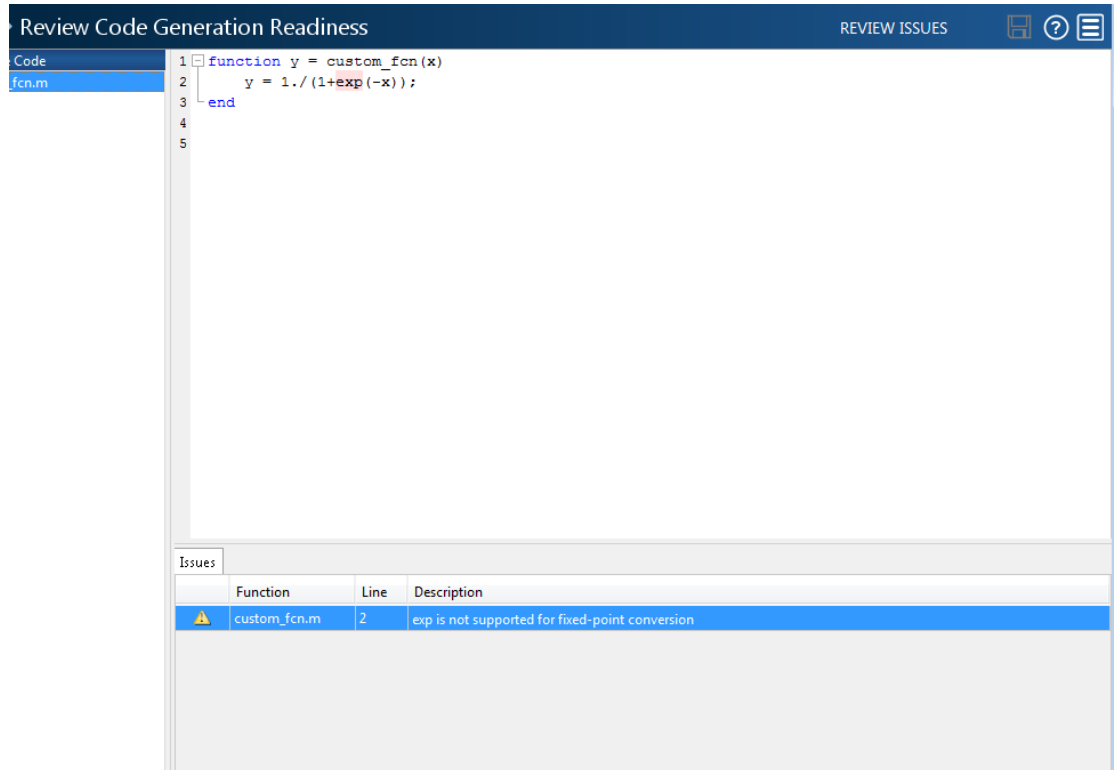 Review Code Generation Readiness
REVIEW ISSUES
Code
_fcn.m
1 function y = custom_fcn(x)
2 y = 1./(1+exp(-x));
3 end
4
5
Issues
Function Line Description
custom_fcn.m 2 exp is not supported for fixed-point conversion